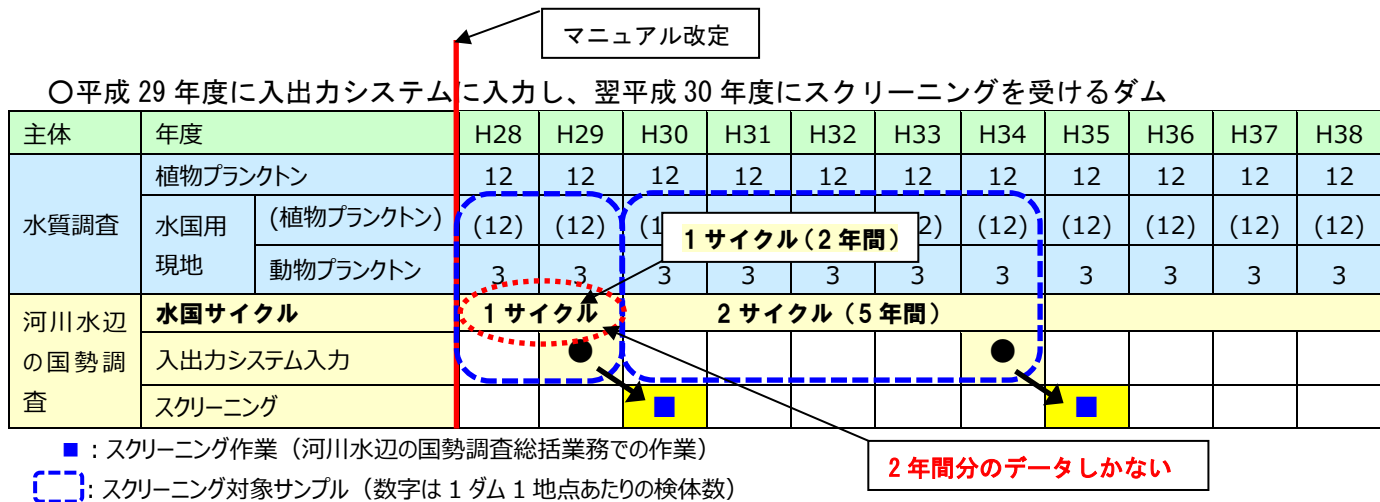 マニュアル改定
○平成 29 年度に入出力システムに入力し、翌平成 30 年度にスクリーニングを受けるダム
主体 年度 H28 H29 H30 H31 H32 H33 H34 H35 H36 H37 H38
水質調査 植物プランクトン 12 12 12 12 12 12 12 12 12 12 12
水国用現地 (植物プランクトン) (12) (12) (1 2) (12) (12) (12) (12) (12)
1 サイクル（2 年間）
動物プランクトン 3 3 3 3 3 3 3 3 3 3 3
河川水辺の国勢調査 水国サイクル 1 サイクル 2 サイクル（5 年間）
入出力システム入力 ● ●
スクリーニング ■ ■
■：スクリーニング作業（河川水辺の国勢調査総括業務での作業）
2 年間分のデータしかない
：スクリーニング対象サンプル（数字は 1 ダム 1 地点あたりの検体数）